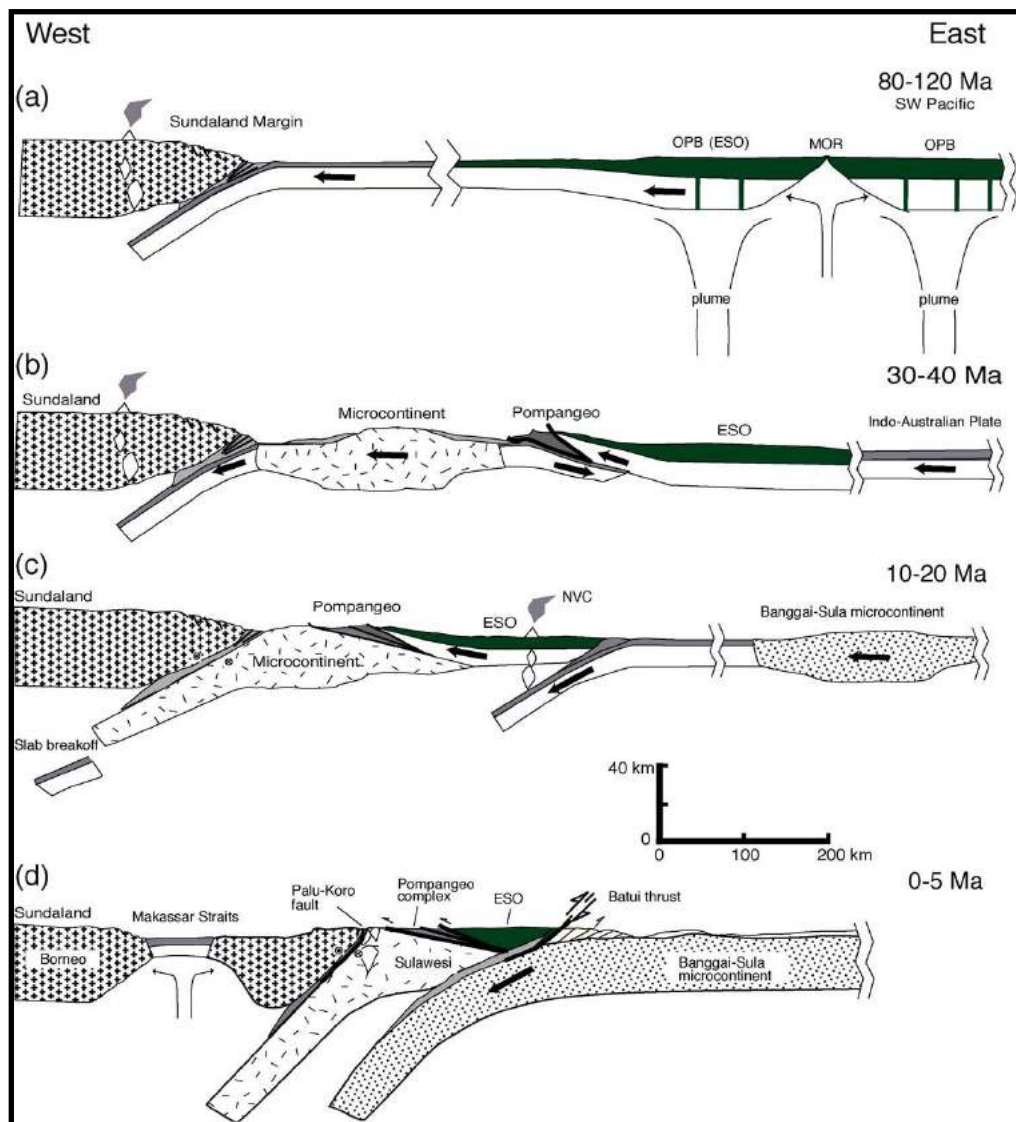 West
East
(a)
80-120 Ma
SW Pacific
Sundaland Margin
OPB (ESO)
MOR
OPB
plume
plume
(b)
30-40 Ma
Sundaland
Microcontinent
Pompangeo
ESO
Indo-Australian Plate
(c)
10-20 Ma
Sundaland
Pompangeo
ESO
NVC
Banggai-Sula microcontinent
Microcontinent
Slab breakoff
40 km
0
0
100
200 km
(d)
0-5 Ma
Sundaland
Makassar Straits
Palu-Koro
fault
Pompangeo
complex
ESO
Batui thrust
Borneo
Sulawesi
Banggai-Sula
microcontinent